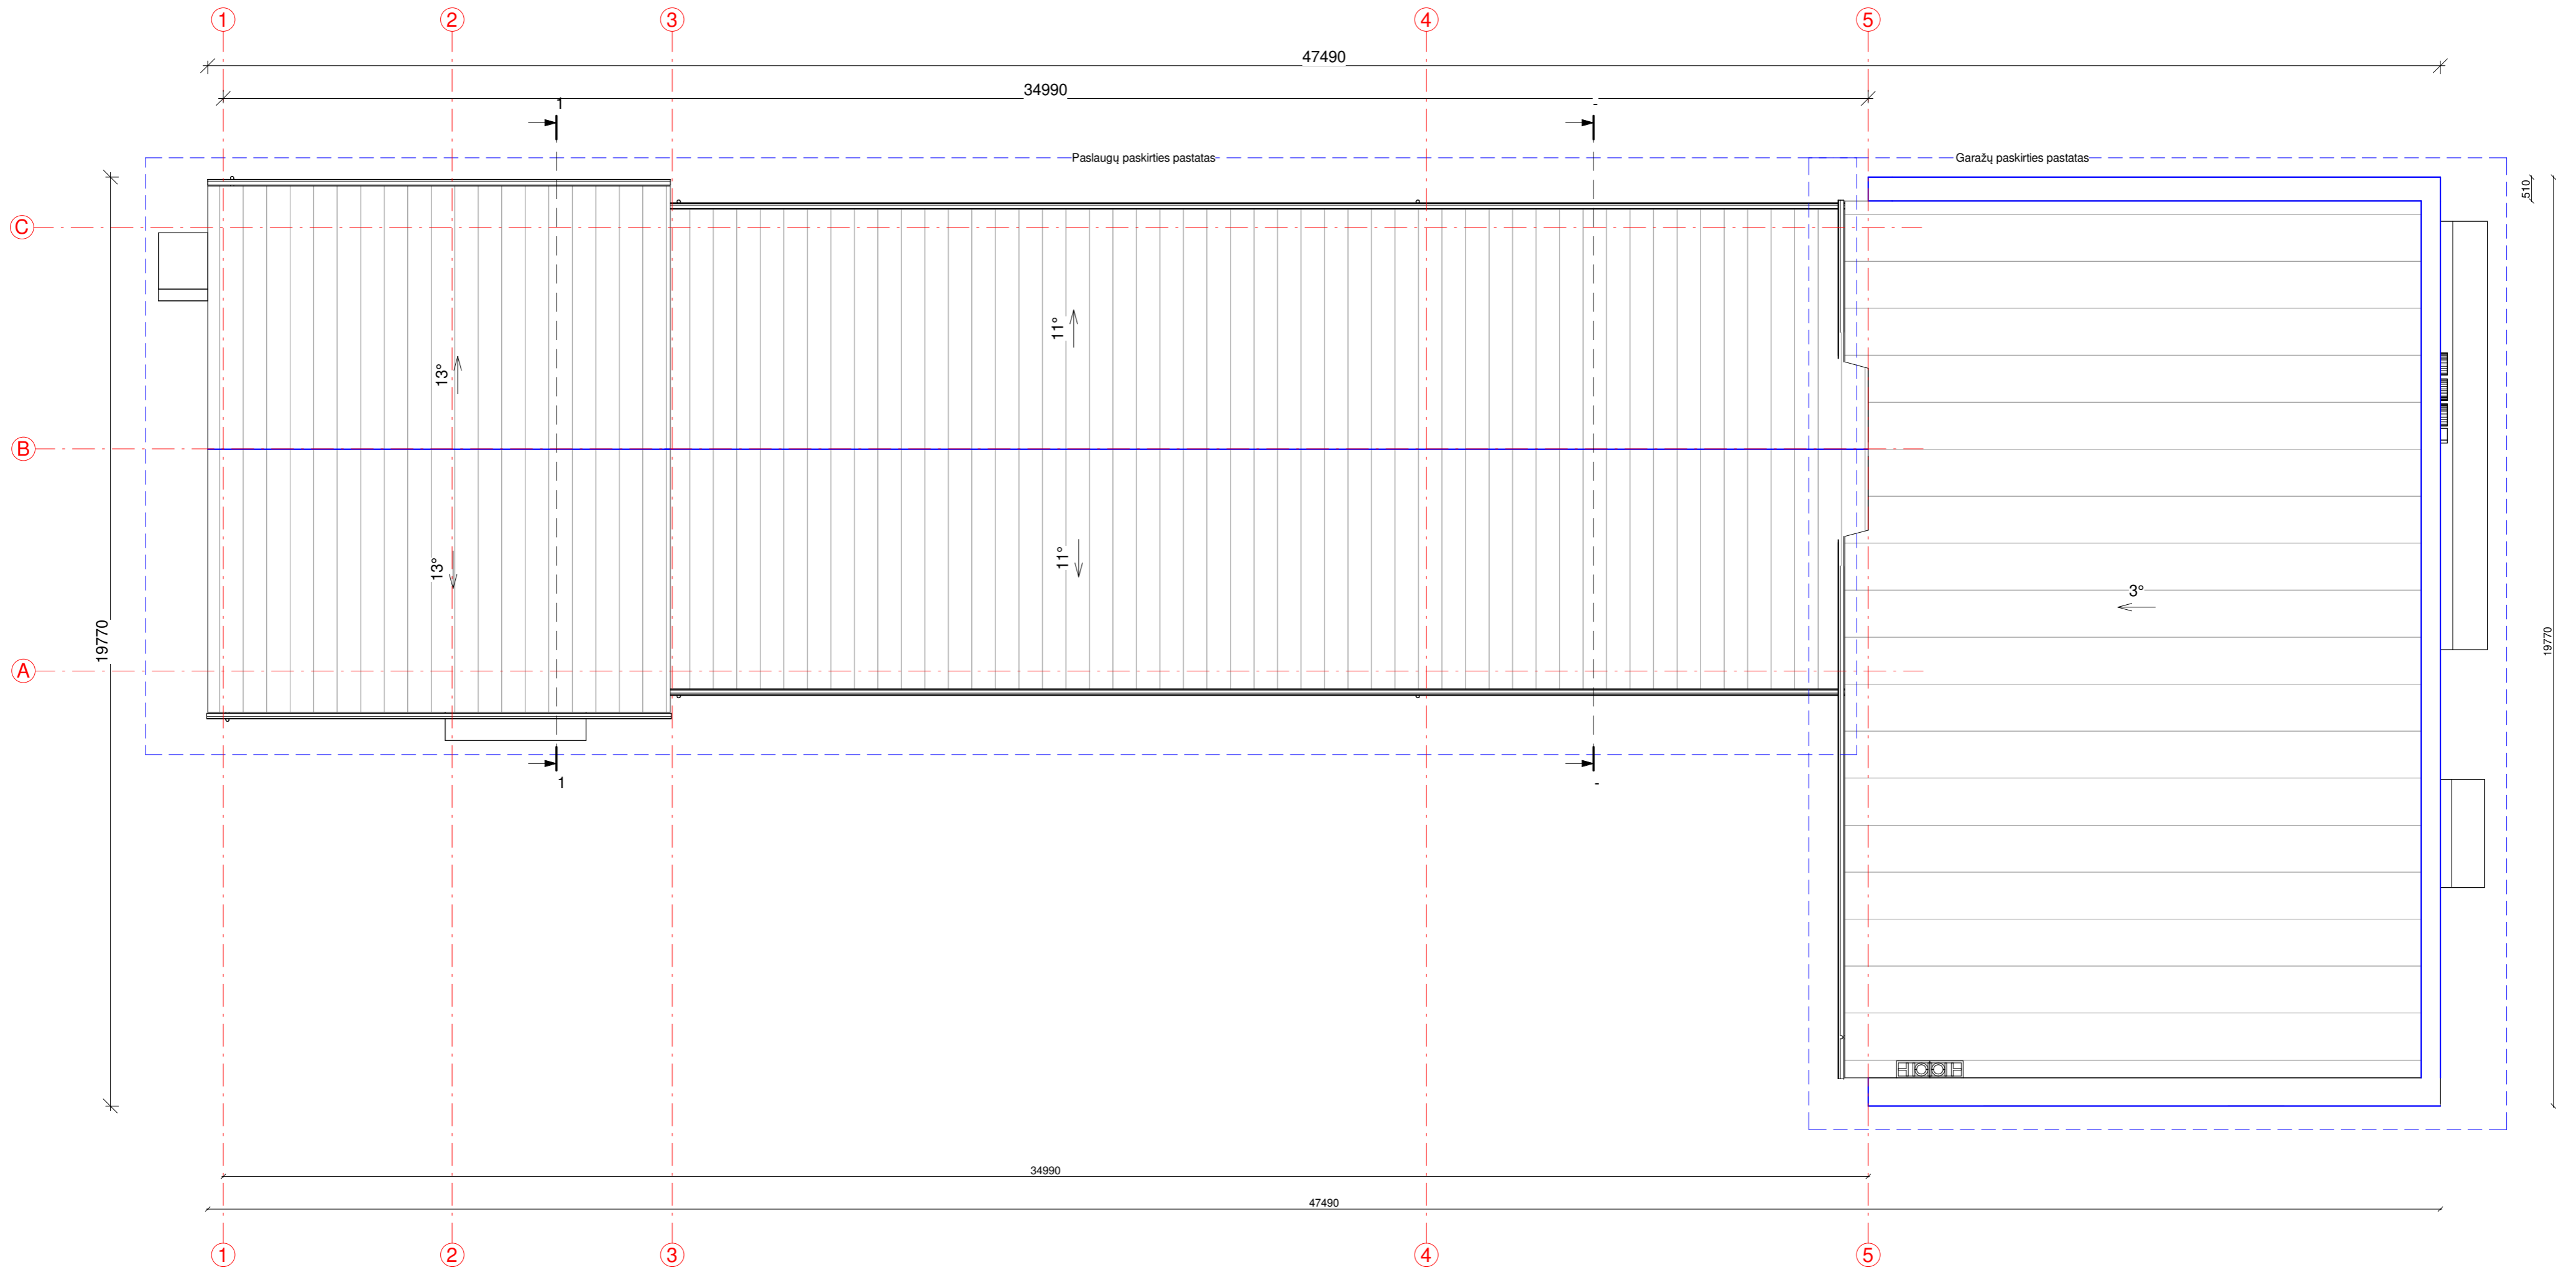 1 2 3 4 5
47490
34990
1 -
Paslaugų paskirties pastatas Garažų paskirties pastatas
510
C
11°
13°
B
11°
13°
3°
19770 19770
A
1 -
34990
47490
1 2 3 4 5